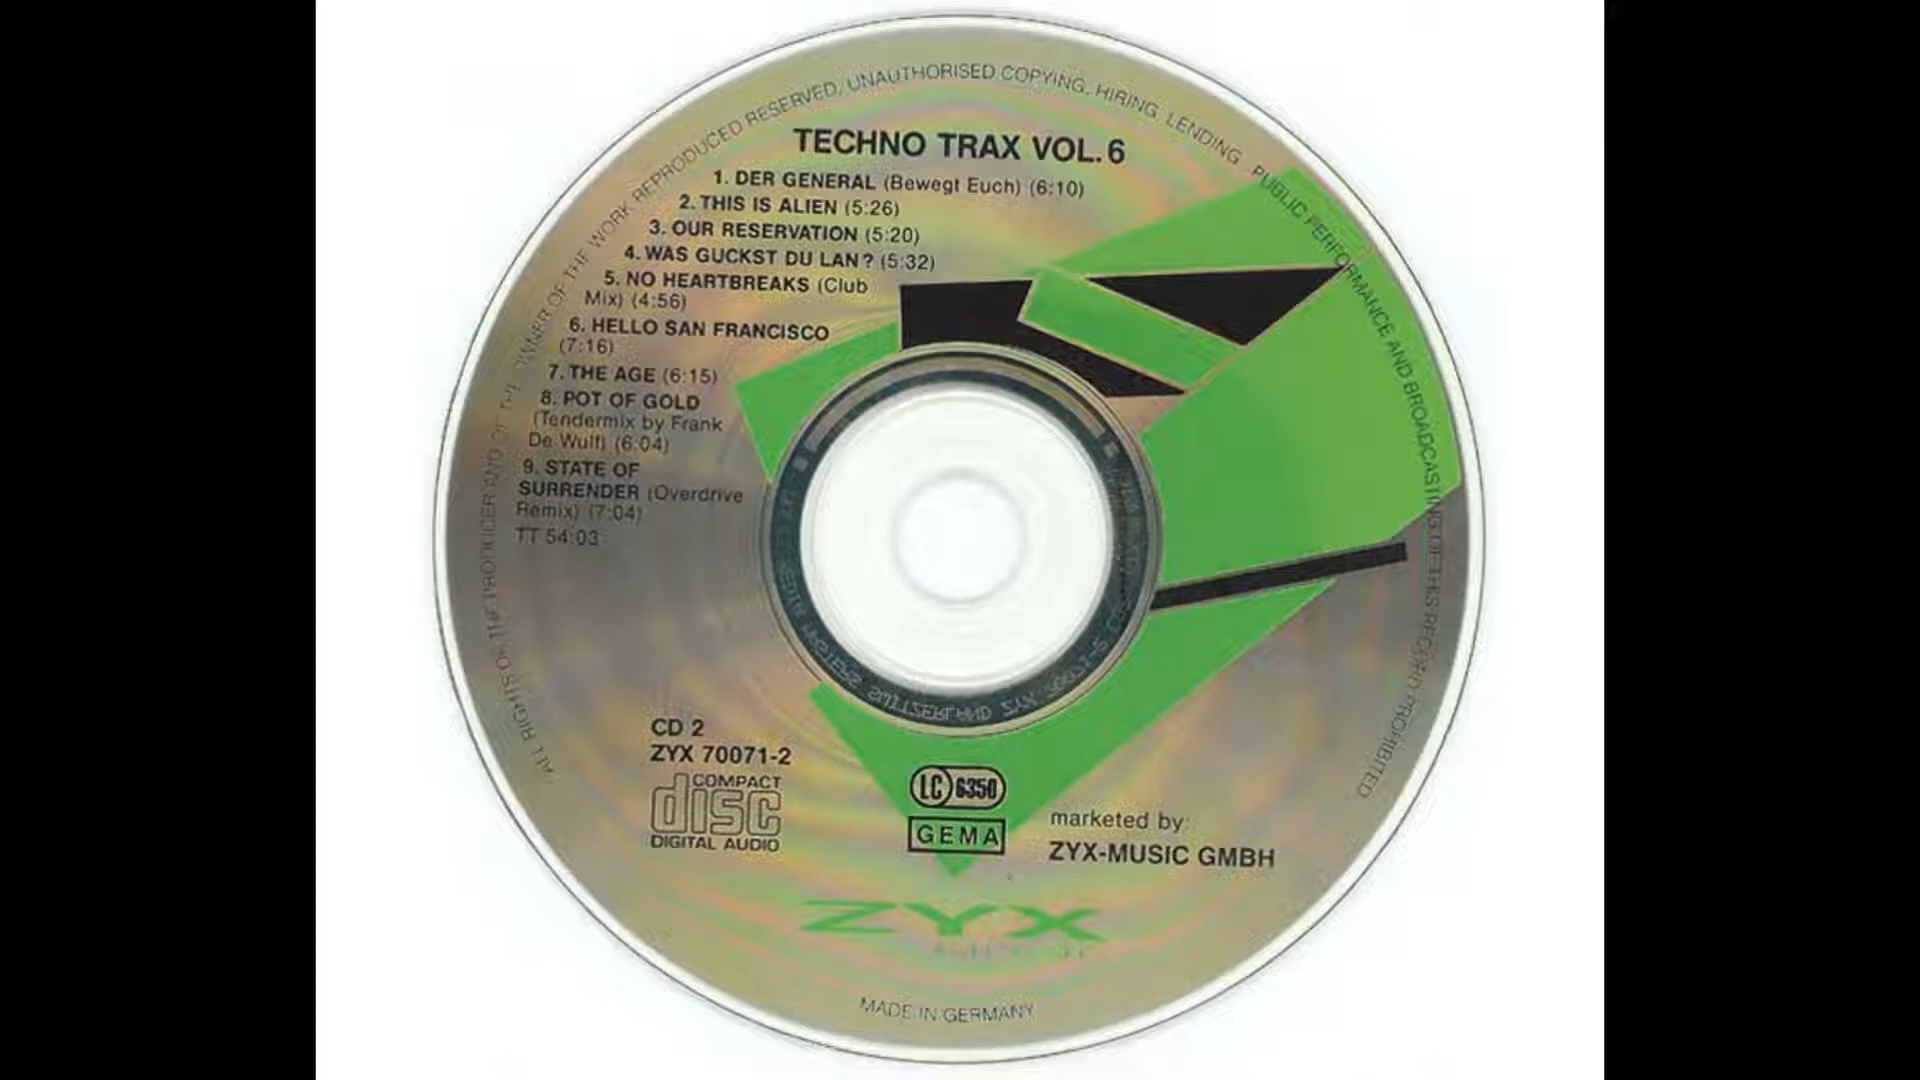 ALL RIGHTS OF THE PRODUCER AND OF THE OWNER OF THE WORK REPRODUCED RESERVED. UNAUTHORISED COPYING, HIRING, LENDING PUBLIC PERFORMANCE AND BROADCASTING OF THIS RECORD PROHIBITED.
TECHNO TRAX VOL. 6
1. DER GENERAL (Bewegt Euch) (6:10)
2. THIS IS ALIEN (5:26)
3. OUR RESERVATION (5:20)
4. WAS GUCKST DU LAN? (5:32)
5. NO HEARTBREAKS (Club
Mix) (4:56)
6. HELLO SAN FRANCISCO
(7:16)
7. THE AGE (6:15)
8. POT OF GOLD
(Tendermix by Frank
De Wulf) (6:04)
9. STATE OF
SURRENDER (Overdrive
Remix) (7:04)
TT 54:03
CD 2
ZYX 70071-2
COMPACT
disc
DIGITAL AUDIO
LC 6350
GEMA
marketed by:
ZYX-MUSIC GMBH
ZYX
MADE IN GERMANY